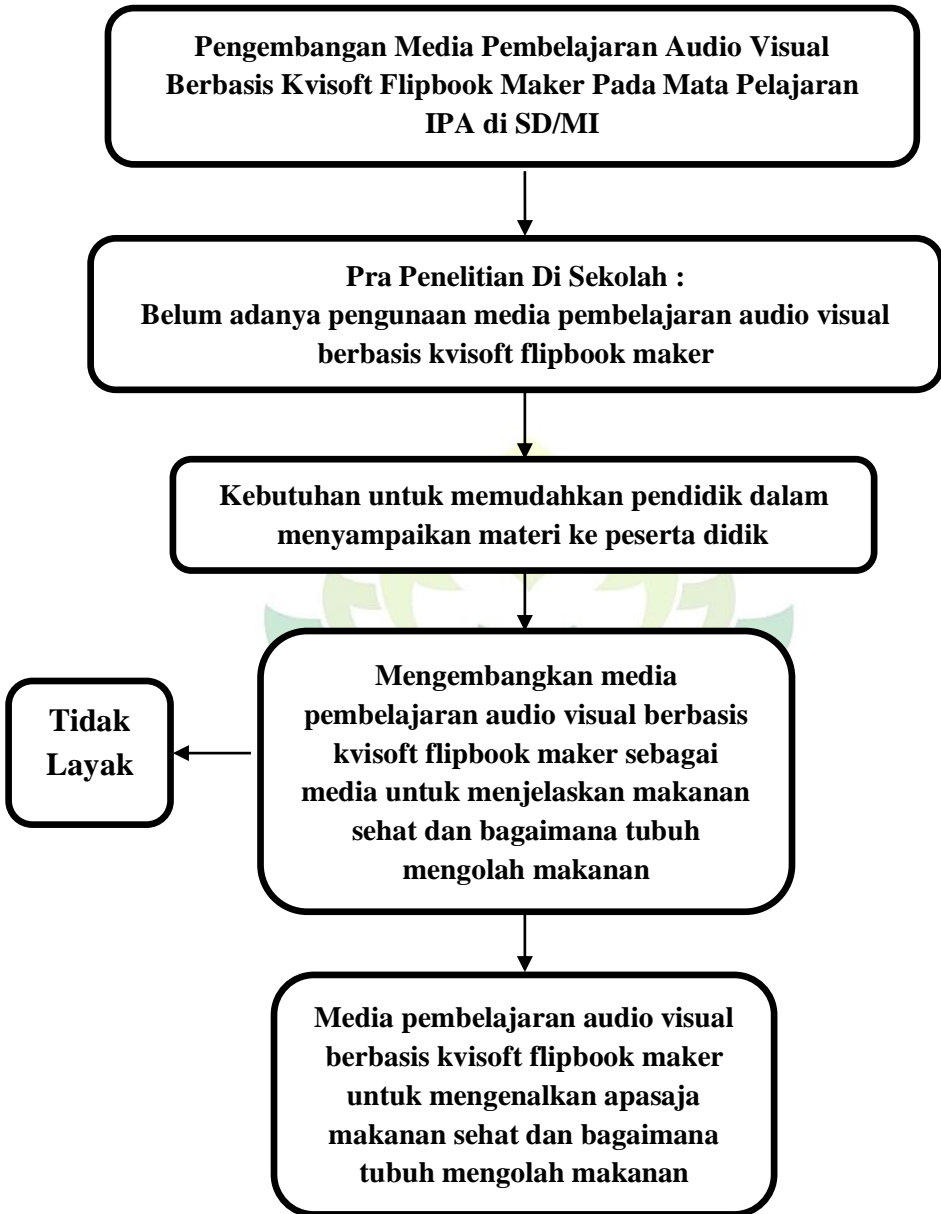 Pengembangan Media Pembelajaran Audio Visual
Berbasis Kvisoft Flipbook Maker Pada Mata Pelajaran
IPA di SD/MI
Pra Penelitian Di Sekolah :
Belum adanya pengunaan media pembelajaran audio visual
berbasis kvisoft flipbook maker
Kebutuhan untuk memudahkan pendidik dalam
menyampaikan materi ke peserta didik
Mengembangkan media
pembelajaran audio visual berbasis
kvisoft flipbook maker sebagai
media untuk menjelaskan makanan
sehat dan bagaimana tubuh
mengolah makanan
Tidak
Layak
Media pembelajaran audio visual
berbasis kvisoft flipbook maker
untuk mengenalkan apasaja
makanan sehat dan bagaimana
tubuh mengolah makanan